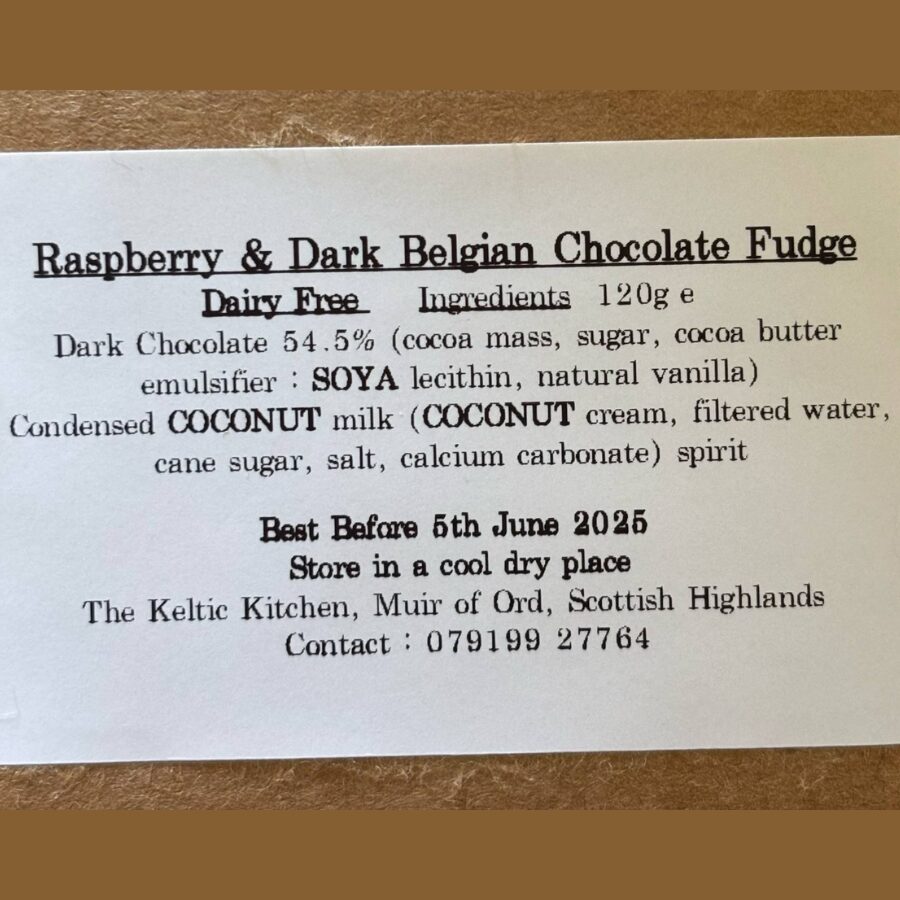 Raspberry & Dark Belgian Chocolate Fudge
Dairy Free Ingredients 120g e
Dark Chocolate 54.5% (cocoa mass, sugar, cocoa butter
emulsifier : SOYA lecithin, natural vanilla)
Condensed COCONUT milk (COCONUT cream, filtered water,
cane sugar, salt, calcium carbonate) spirit
Best Before 5th June 2025
Store in a cool dry place
The Keltic Kitchen, Muir of Ord, Scottish Highlands
Contact : 079199 27764